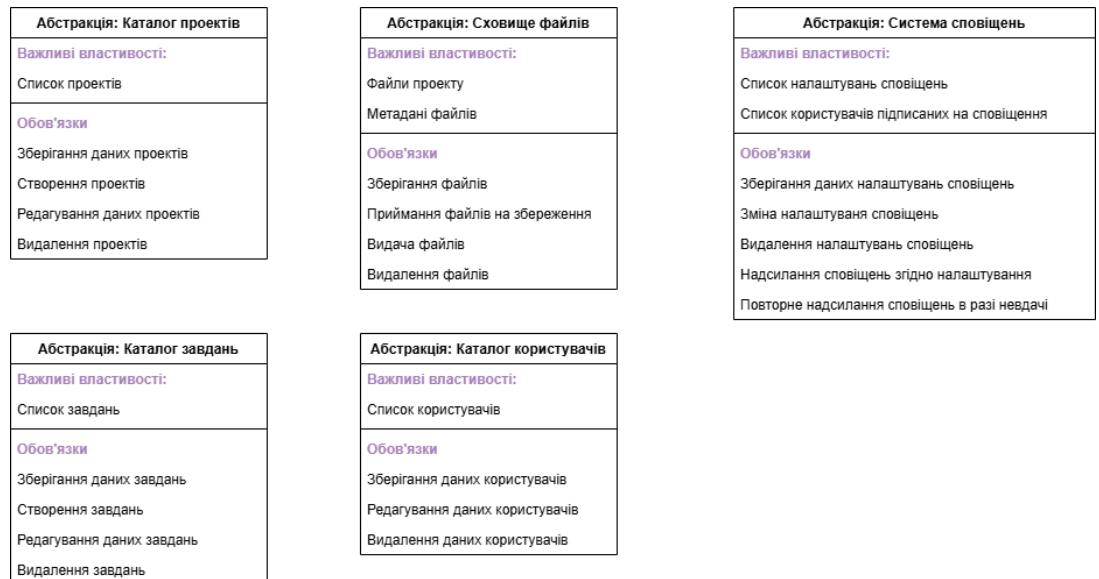 Абстракція: Каталог проектів
Важливі властивості:
Список проектів
Обов'язки
Зберігання даних проектів
Створення проектів
Редагування даних проектів
Видалення проектів
Абстракція: Сховище файлів
Важливі властивості:
Файли проекту
Метадані файлів
Обов'язки
Зберігання файлів
Приймання файлів на збереження
Видача файлів
Видалення файлів
Абстракція: Система сповіщень
Важливі властивості:
Список налаштувань сповіщень
Список користувачів підписаних на сповіщення
Обов'язки
Зберігання даних налаштувань сповіщень
Зміна налаштуваня сповіщень
Видалення налаштувань сповіщень
Надсилання сповіщень згідно налаштування
Повторне надсилання сповіщень в разі невдачі
Абстракція: Каталог завдань
Важливі властивості:
Список завдань
Обов'язки
Зберігання даних завдань
Створення завдань
Редагування даних завдань
Видалення завдань
Абстракція: Каталог користувачів
Важливі властивості:
Список користувачів
Обов'язки
Зберігання даних користувачів
Редагування даних користувачів
Видалення даних користувачів